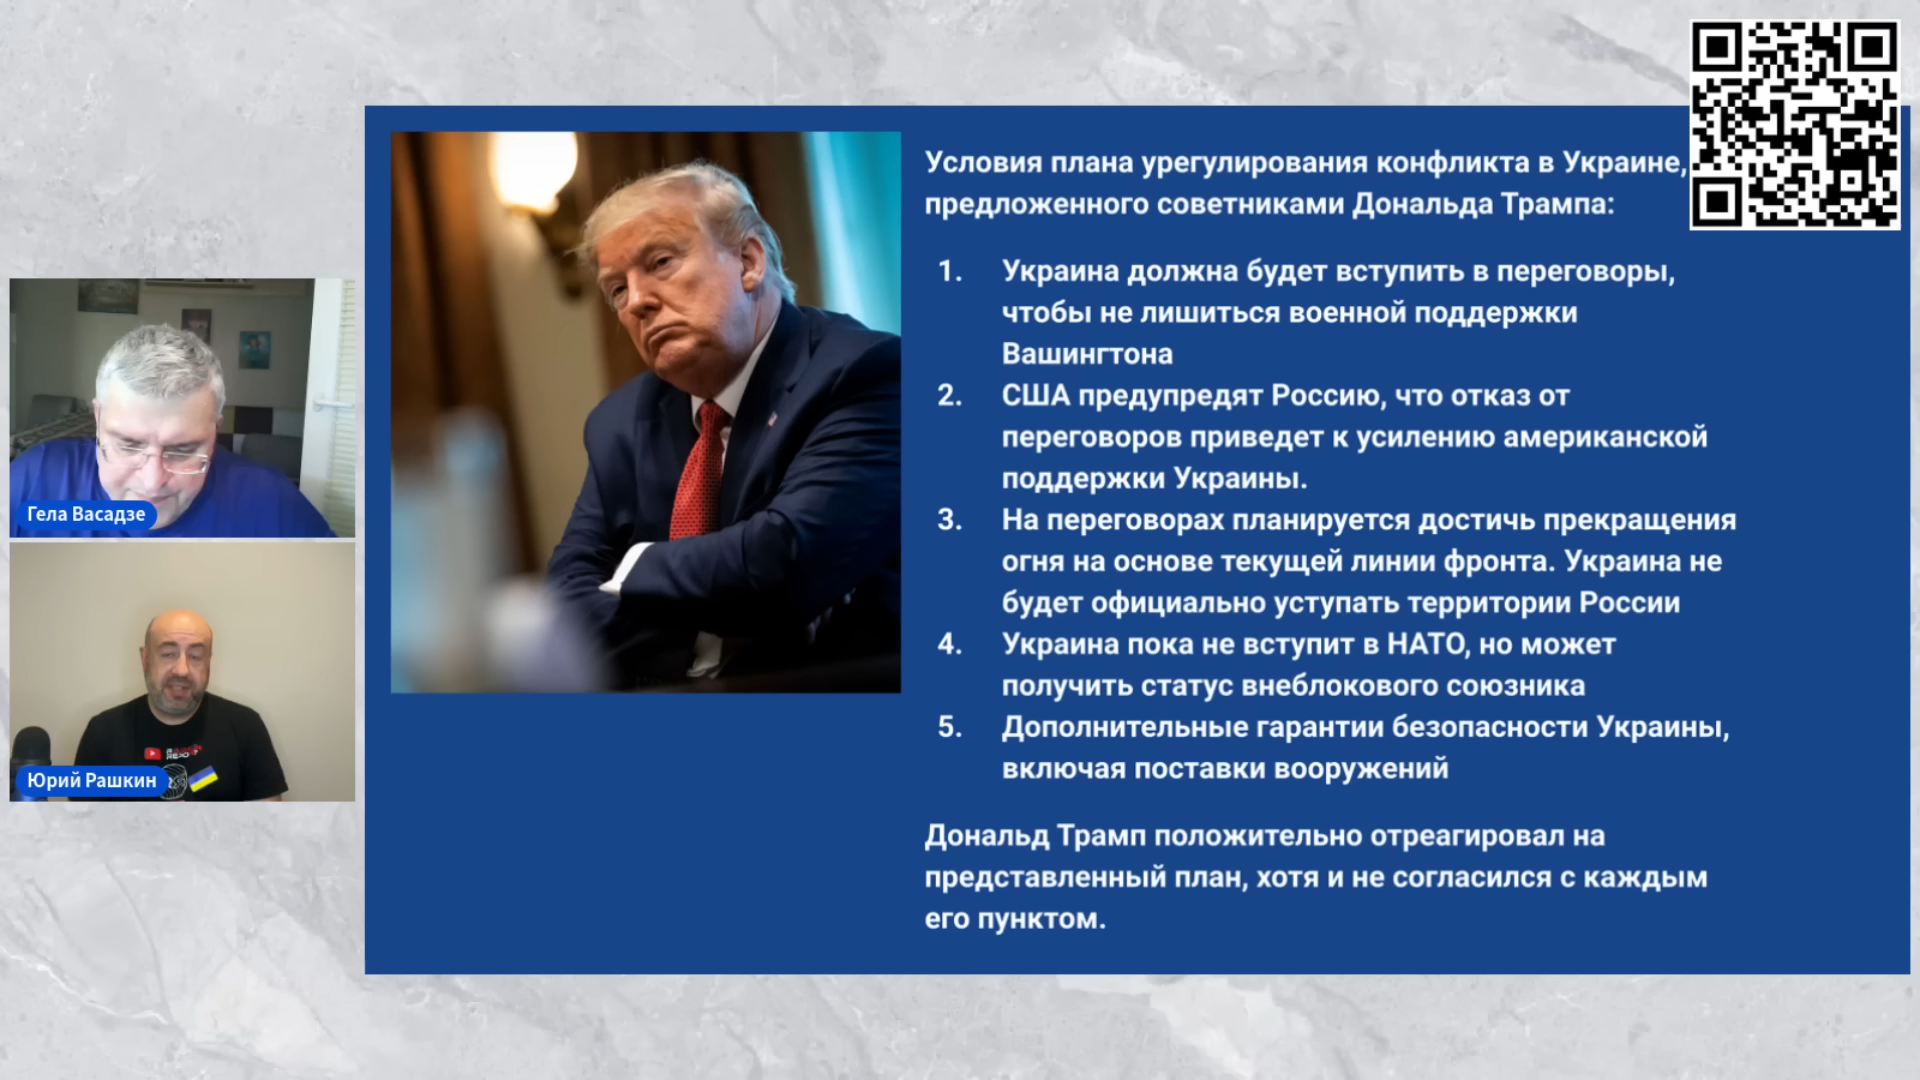 Условия плана урегулирования конфликта в Украине,
предложенного советниками Дональда Трампа:
1. Украина должна будет вступить в переговоры,
чтобы не лишиться военной поддержки
Вашингтона
2. США предупредят Россию, что отказ от
переговоров приведет к усилению американской
поддержки Украины.
3. На переговорах планируется достичь прекращения
огня на основе текущей линии фронта. Украина не
будет официально уступать территории России
4. Украина пока не вступит в НАТО, но может
получить статус внеблокового союзника
5. Дополнительные гарантии безопасности Украины,
включая поставки вооружений
Дональд Трамп положительно отреагировал на
представленный план, хотя и не согласился с каждым
его пунктом.
Гела Васадзе
Юрий Рашкин